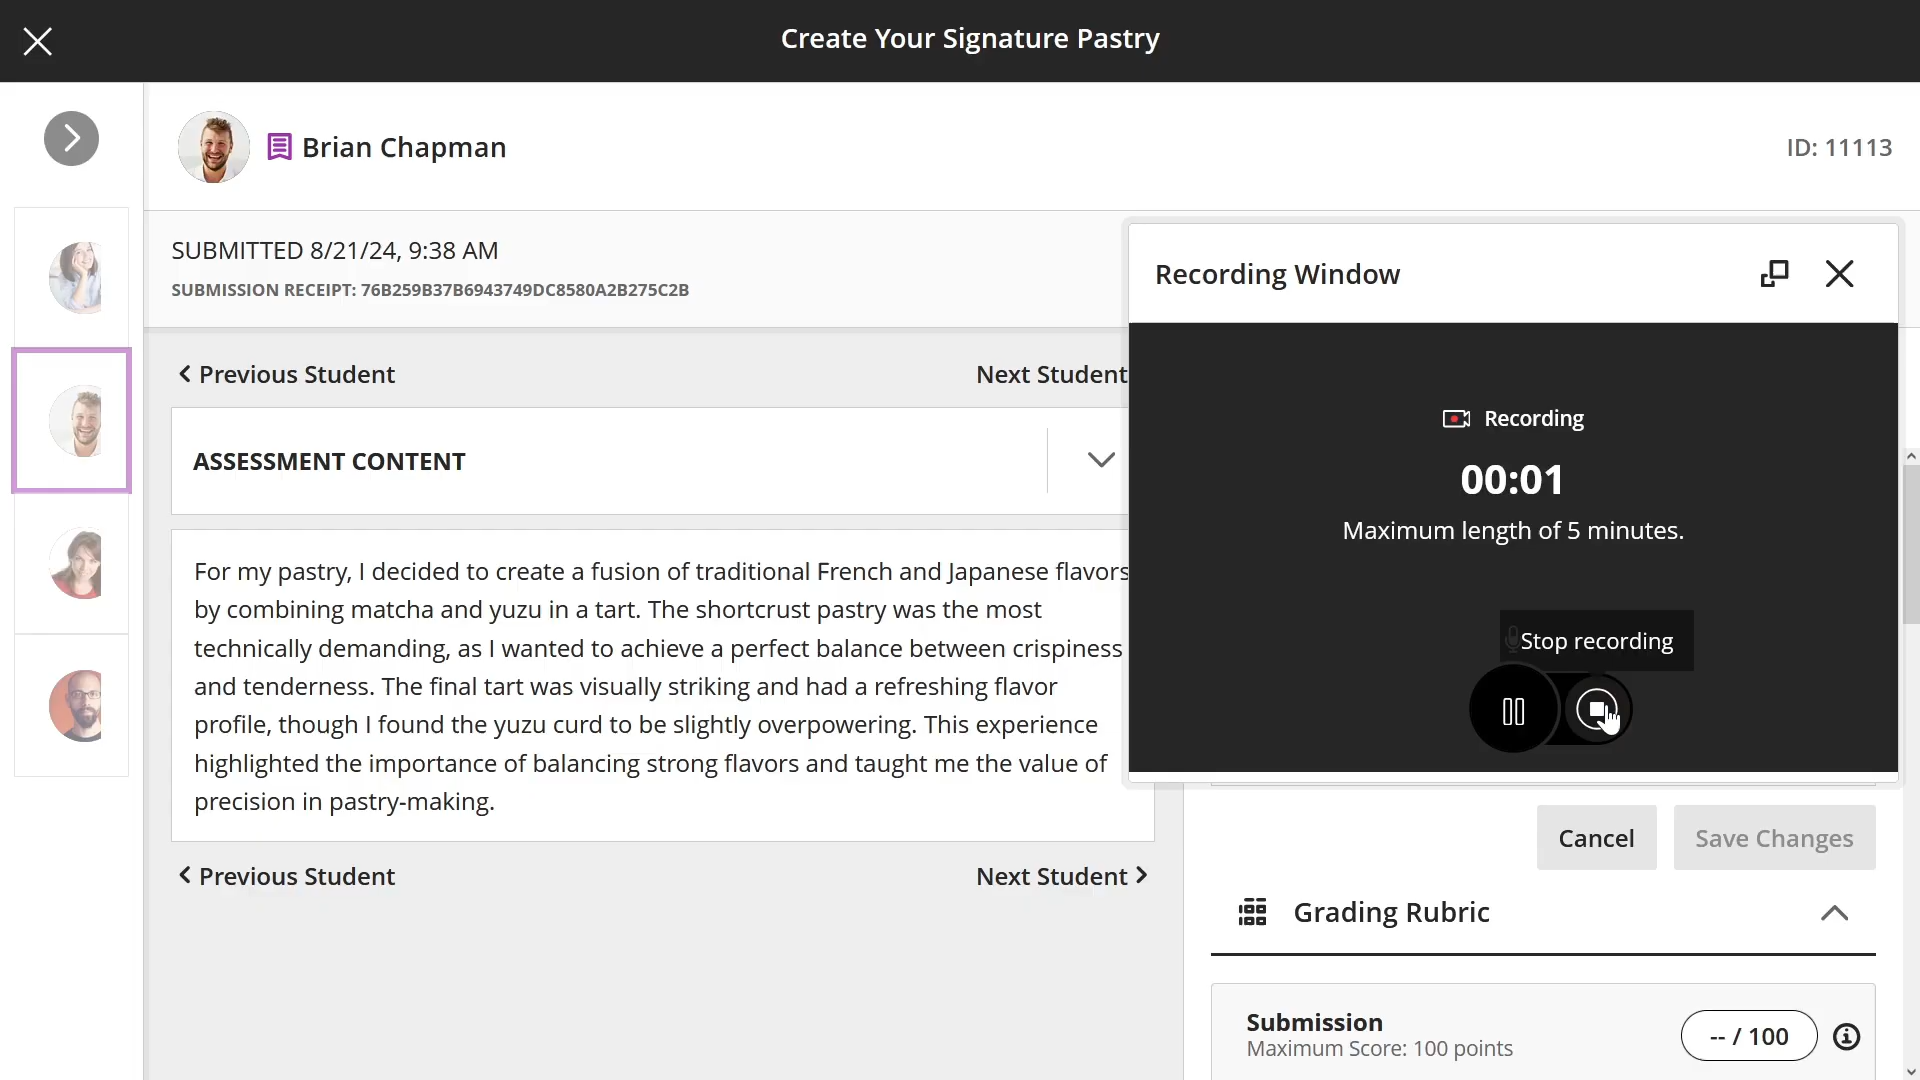 Create Your Signature Pastry
Brian Chapman
ID: 11113
SUBMITTED 8/21/24, 9:38 AM
SUBMISSION RECEIPT: 76B259B37B6943749DC8580A2B275C2B
Previous Student
Next Student
ASSESSMENT CONTENT
For my pastry, I decided to create a fusion of traditional French and Japanese flavors
by combining matcha and yuzu in a tart. The shortcrust pastry was the most
technically demanding, as I wanted to achieve a perfect balance between crispiness
and tenderness. The final tart was visually striking and had a refreshing flavor
profile, though I found the yuzu curd to be slightly overpowering. This experience
highlighted the importance of balancing strong flavors and taught me the value of
precision in pastry-making.
Previous Student
Next Student
Recording Window
Recording
00:01
Maximum length of 5 minutes.
Stop recording
Cancel
Save Changes
Grading Rubric
Submission
Maximum Score: 100 points
-- / 100